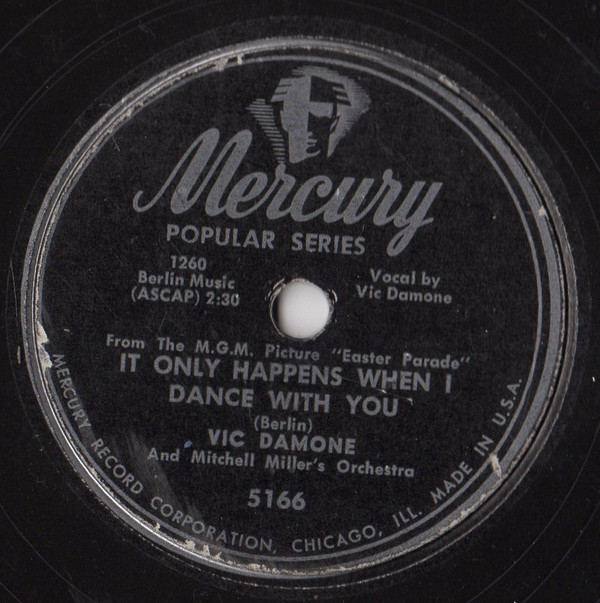 Mercury
POPULAR SERIES
1260
Berlin Music
(ASCAP) 2:30
Vocal by
Vic Damone
From The M.G.M. Picture "Easter Parade"
IT ONLY HAPPENS WHEN I
DANCE WITH YOU
(Berlin)
VIC DAMONE
And Mitchell Miller's Orchestra
5166
MERCURY RECORD CORPORATION, CHICAGO, ILL. MADE IN U.S.A.